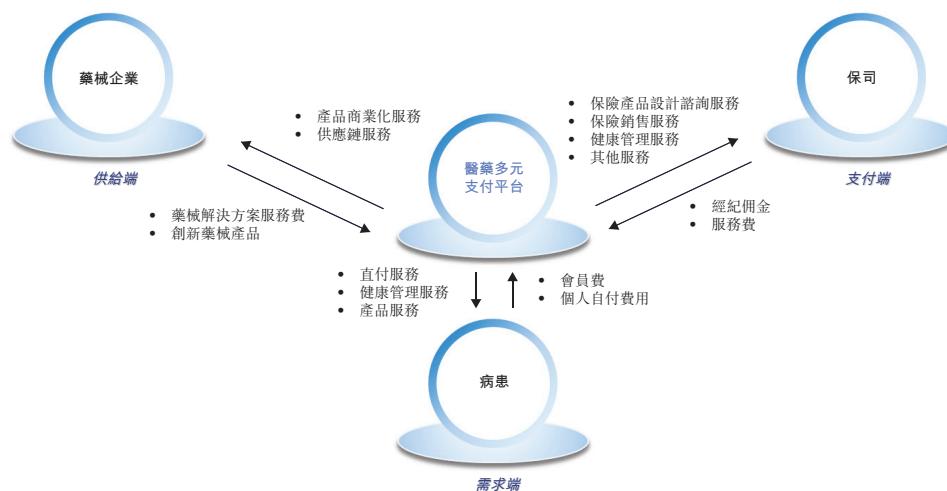 藥械企業
供給端
• 產品商業化服務
• 供應鏈服務
• 藥械解決方案服務費
• 創新藥械產品
醫藥多元
支付平台
• 保險產品設計諮詢服務
• 保險銷售服務
• 健康管理服務
• 其他服務
保司
支付端
• 經紀佣金
• 服務費
• 直付服務
• 健康管理服務
• 產品服務
• 會員費
• 個人自付費用
病患
需求端